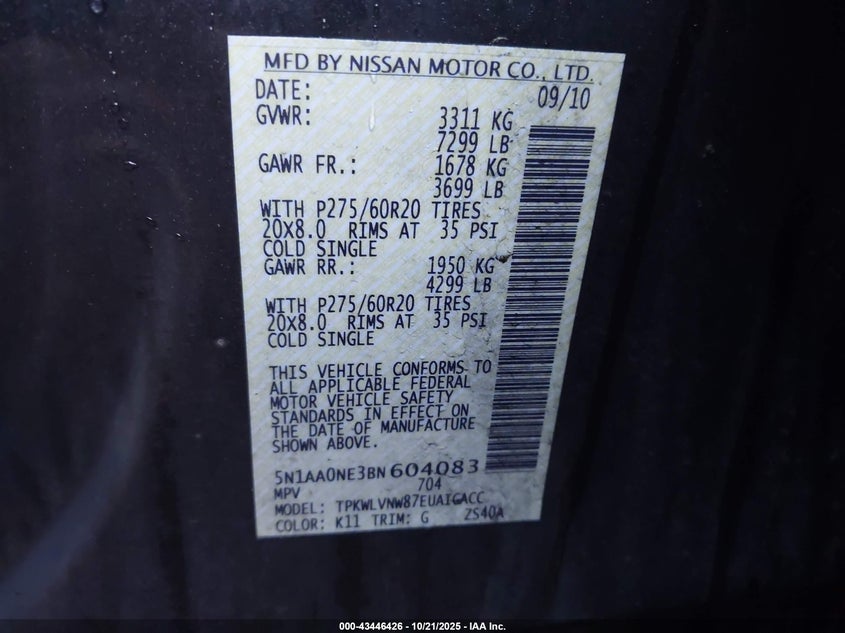 MFD BY NISSAN MOTOR CO., LTD.
DATE: 09/10
GVWR: 3311 KG
7299 LB
GAWR FR.: 1678 KG
3699 LB
WITH P275/60R20 TIRES
20X8.0 RIMS AT 35 PSI
COLD SINGLE
GAWR RR.: 1950 KG
4299 LB
WITH P275/60R20 TIRES
20X8.0 RIMS AT 35 PSI
COLD SINGLE
THIS VEHICLE CONFORMS TO
ALL APPLICABLE FEDERAL
MOTOR VEHICLE SAFETY
STANDARDS IN EFFECT ON
THE DATE OF MANUFACTURE
SHOWN ABOVE.
5N1AA0NE3BN604083
MPV 704
MODEL: TPKWLVNW87EUAIGACC
COLOR: K11 TRIM: G ZS40A
000-43446426 - 10/21/2025 - IAA Inc.